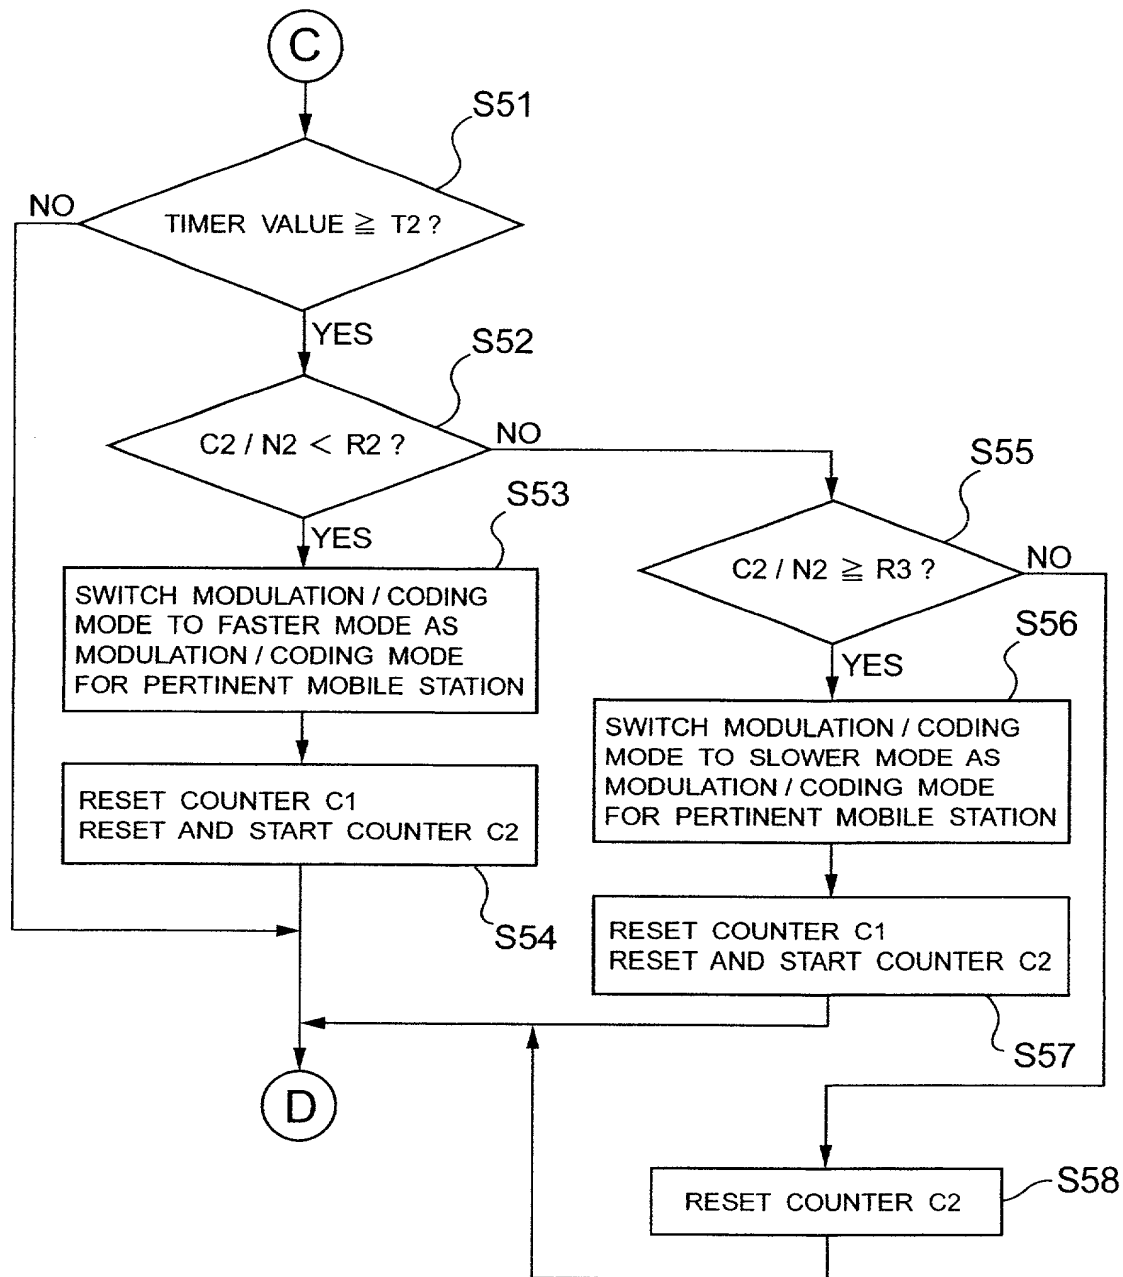 C
S51
NO
TIMER VALUE ≧ T2 ?
YES
S52
C2 / N2 < R2 ?
NO
S55
S53
YES
C2 / N2 ≧ R3 ?
NO
SWITCH MODULATION / CODING
MODE TO FASTER MODE AS
MODULATION / CODING MODE
FOR PERTINENT MOBILE STATION
S56
YES
SWITCH MODULATION / CODING
MODE TO SLOWER MODE AS
MODULATION / CODING MODE
FOR PERTINENT MOBILE STATION
RESET COUNTER C1
RESET AND START COUNTER C2
S54
RESET COUNTER C1
RESET AND START COUNTER C2
S57
D
S58
RESET COUNTER C2